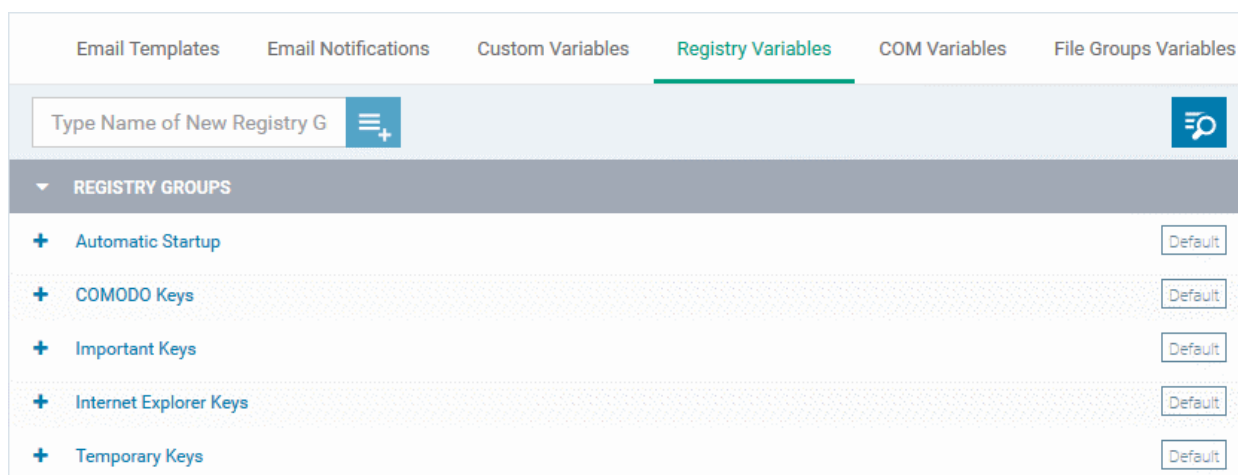 Email Templates Email Notifications Custom Variables Registry Variables COM Variables File Groups Variables
Type Name of New Registry G
REGISTRY GROUPS
Automatic Startup Default
COMODO Keys Default
Important Keys Default
Internet Explorer Keys Default
Temporary Keys Default